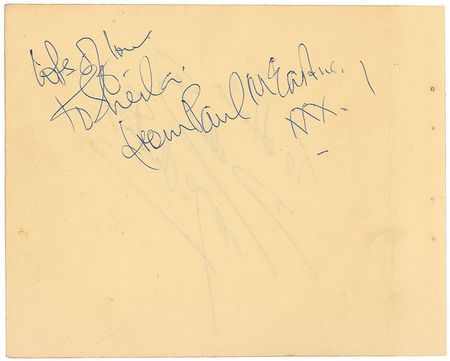 Lots of love
To Sheila.
from Paul McCartney
XXX.